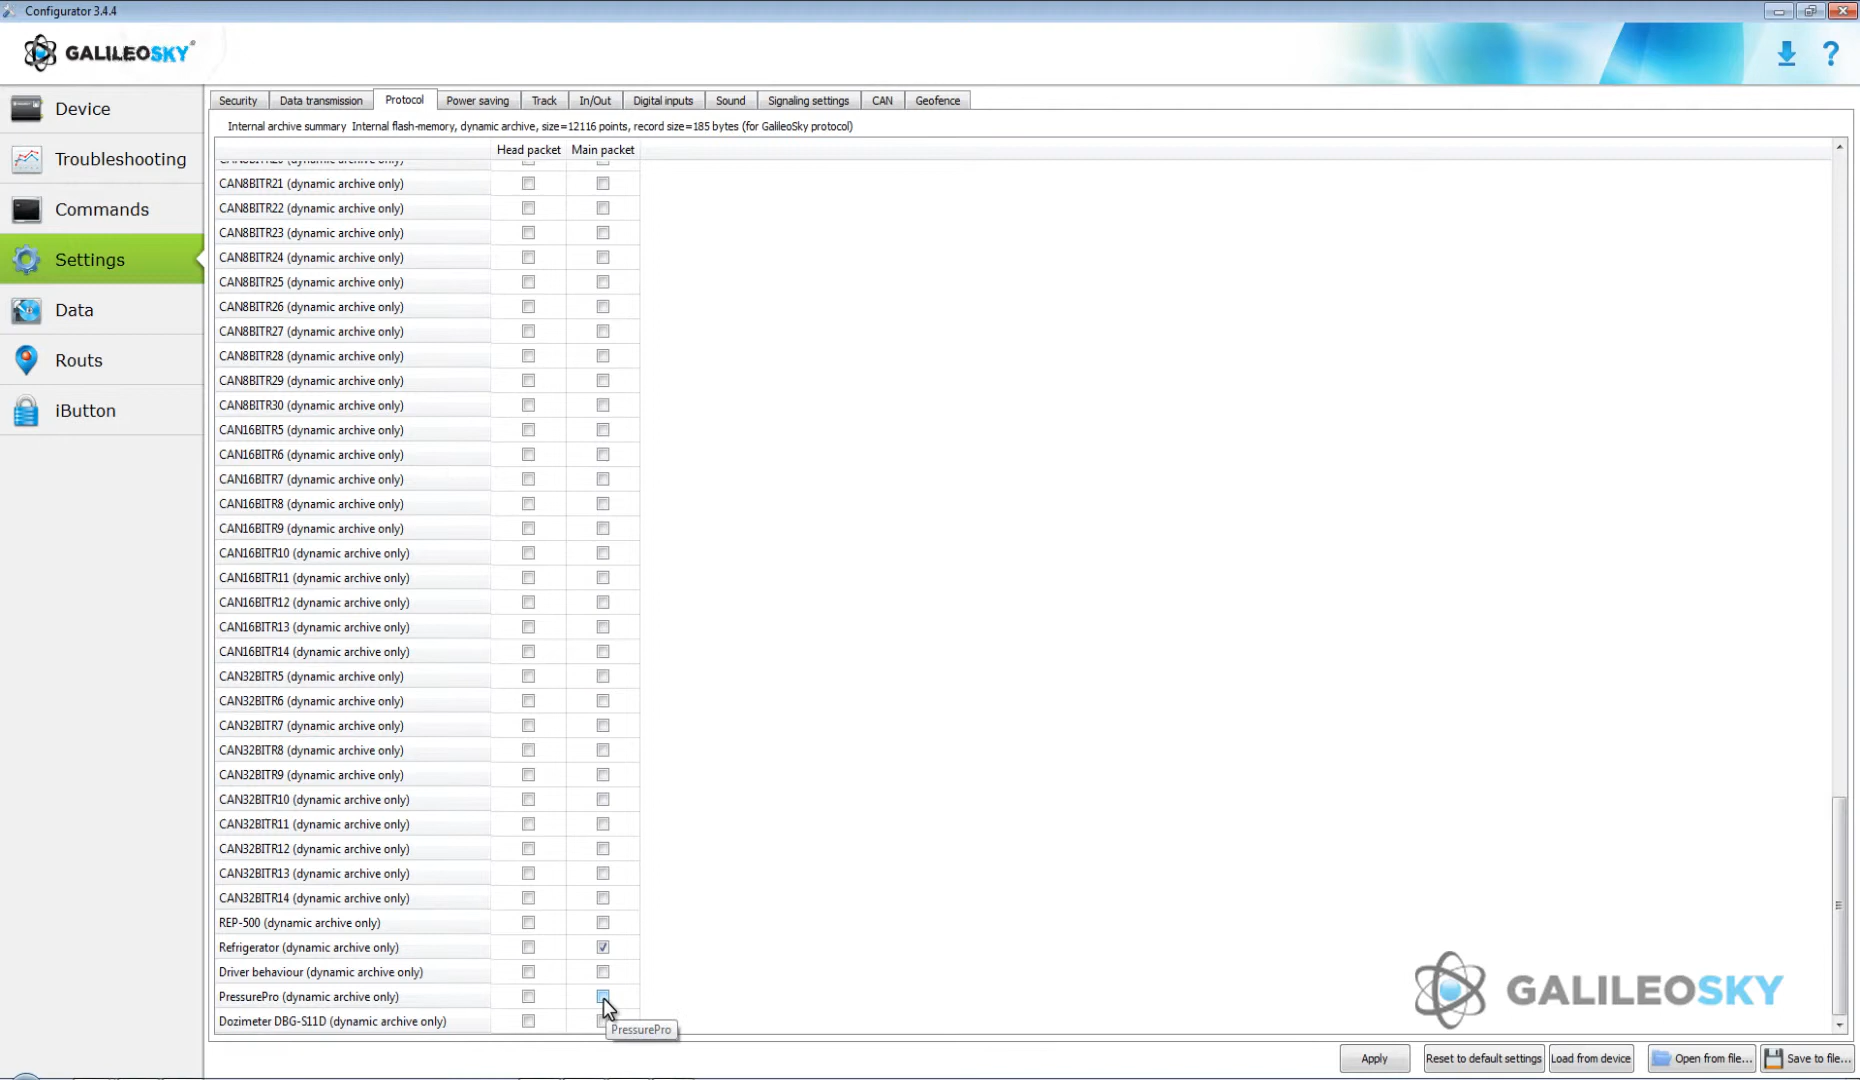 Configurator 3.4.4
GALILEOSKY
Device
Troubleshooting
Commands
Settings
Data
Routs
iButton
Security Data transmission Protocol Power saving Track In/Out Digital inputs Sound Signaling settings CAN Geofence
Internal archive summary Internal flash-memory, dynamic archive, size=12116 points, record size=185 bytes (for GalileoSky protocol)
Head packet Main packet
CAN8BITR21 (dynamic archive only)
CAN8BITR22 (dynamic archive only)
CAN8BITR23 (dynamic archive only)
CAN8BITR24 (dynamic archive only)
CAN8BITR25 (dynamic archive only)
CAN8BITR26 (dynamic archive only)
CAN8BITR27 (dynamic archive only)
CAN8BITR28 (dynamic archive only)
CAN8BITR29 (dynamic archive only)
CAN8BITR30 (dynamic archive only)
CAN16BITR5 (dynamic archive only)
CAN16BITR6 (dynamic archive only)
CAN16BITR7 (dynamic archive only)
CAN16BITR8 (dynamic archive only)
CAN16BITR9 (dynamic archive only)
CAN16BITR10 (dynamic archive only)
CAN16BITR11 (dynamic archive only)
CAN16BITR12 (dynamic archive only)
CAN16BITR13 (dynamic archive only)
CAN16BITR14 (dynamic archive only)
CAN32BITR5 (dynamic archive only)
CAN32BITR6 (dynamic archive only)
CAN32BITR7 (dynamic archive only)
CAN32BITR8 (dynamic archive only)
CAN32BITR9 (dynamic archive only)
CAN32BITR10 (dynamic archive only)
CAN32BITR11 (dynamic archive only)
CAN32BITR12 (dynamic archive only)
CAN32BITR13 (dynamic archive only)
CAN32BITR14 (dynamic archive only)
REP-500 (dynamic archive only)
Refrigerator (dynamic archive only)
Driver behaviour (dynamic archive only)
PressurePro (dynamic archive only)
Dozimeter DBG-S11D (dynamic archive only)
PressurePro
GALILEOSKY
Apply Reset to default settings Load from device Open from file... Save to file...